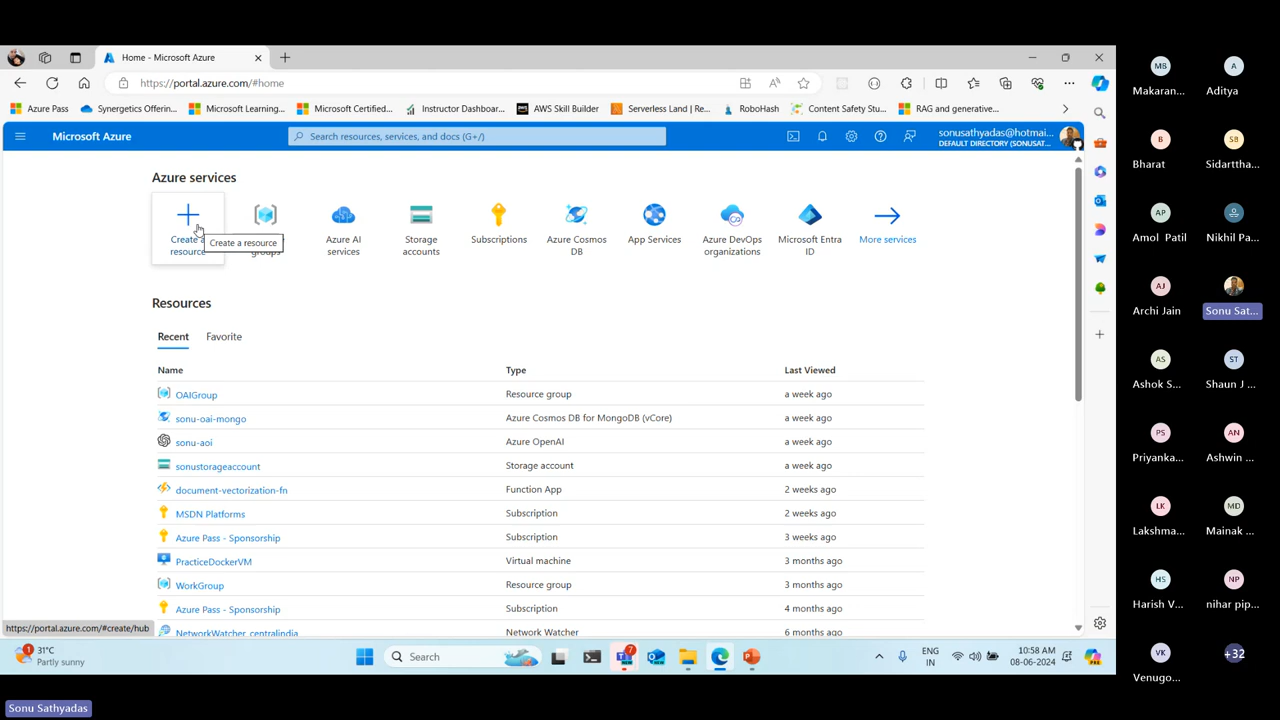 Home - Microsoft Azure
https://portal.azure.com/#home
Azure Pass
Synergetics Offerin...
Microsoft Learning...
Microsoft Certified...
Instructor Dashboar...
AWS Skill Builder
Serverless Land | Re...
RoboHash
Content Safety Stu...
RAG and generative...
Microsoft Azure
Search resources, services, and docs (G+/)
sonusathyadas@hotmai...
DEFAULT DIRECTORY (SONUSAT...
Azure services
Create a
resource
Create a resource
groups
Azure AI
services
Storage
accounts
Subscriptions
Azure Cosmos
DB
App Services
Azure DevOps
organizations
Microsoft Entra
ID
More services
Resources
Recent
Favorite
Name
Type
Last Viewed
OAIGroup
Resource group
a week ago
sonu-oai-mongo
Azure Cosmos DB for MongoDB (vCore)
a week ago
sonu-aoi
Azure OpenAI
a week ago
sonustorageaccount
Storage account
a week ago
document-vectorization-fn
Function App
2 weeks ago
MSDN Platforms
Subscription
2 weeks ago
Azure Pass - Sponsorship
Subscription
3 weeks ago
PracticeDockerVM
Virtual machine
3 months ago
WorkGroup
Resource group
3 months ago
Azure Pass - Sponsorship
Subscription
4 months ago
NetworkWatcher_centralindia
Network Watcher
6 months ago
https://portal.azure.com/#create/hub
1
31°C
Partly sunny
Search
7
ENG
IN
10:58 AM
08-06-2024
Sonu Sathyadas
MB
Makaran...
A
Aditya
B
Bharat
SB
Sidarttha...
AP
Amol Patil
Nikhil Pa...
AJ
Archi Jain
Sonu Sat...
AS
Ashok S...
ST
Shaun J ...
PS
Priyanka...
AN
Ashwin ...
LK
Lakshma...
MD
Mainak ...
HS
Harish V...
NP
nihar pip...
VK
Venugo...
+32